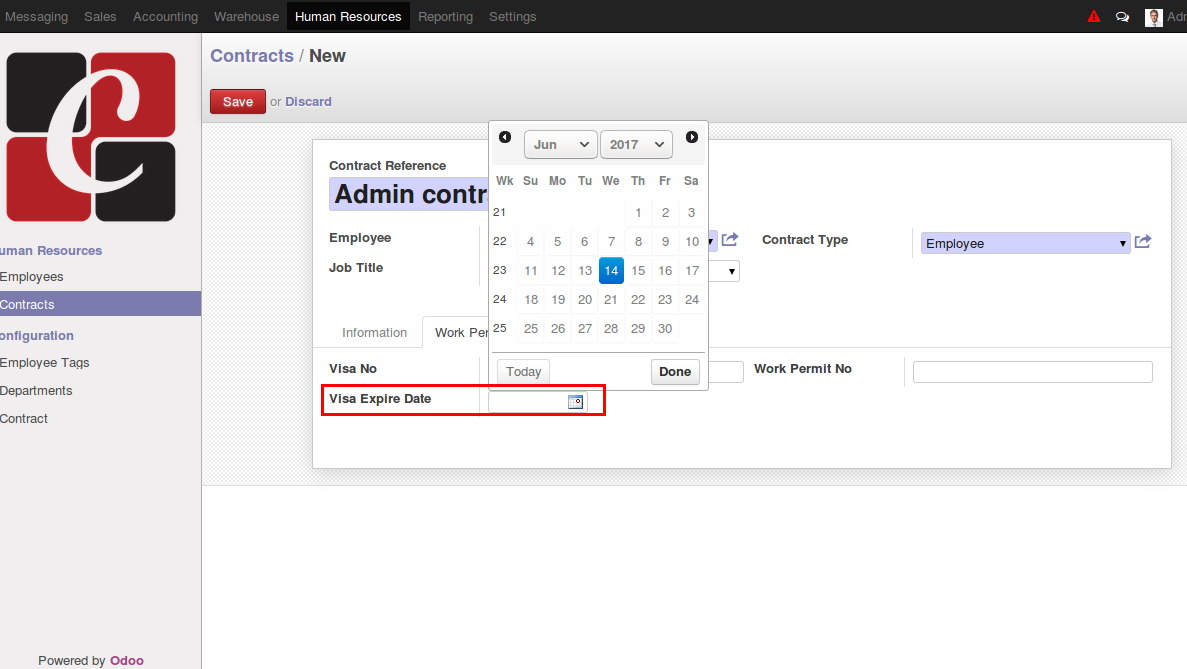 Messaging Sales Accounting Warehouse Human Resources Reporting Settings Adr
Contracts / New
Save or Discard
uman Resources
Employees
Contracts
onfiguration
Employee Tags
Departments
Contract
Powered by Odoo
Contract Reference
Admin contr
Employee
Job Title
Contract Type Employee
Information Work Per
Visa No
Work Permit No
Visa Expire Date
Jun 2017
Wk Su Mo Tu We Th Fr Sa
21 1 2 3
22 4 5 6 7 8 9 10
23 11 12 13 14 15 16 17
24 18 19 20 21 22 23 24
25 25 26 27 28 29 30
Today Done